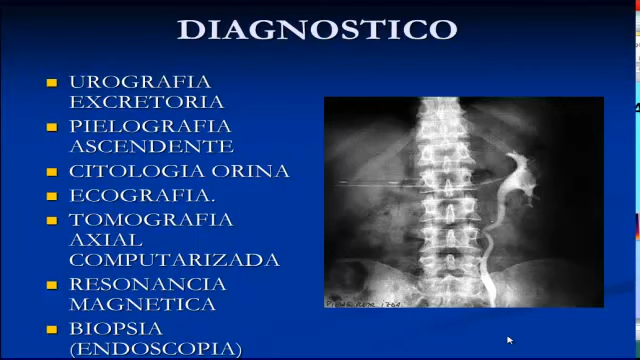 DIAGNOSTICO
UROGRAFIA
EXCRETORIA
PIELOGRAFIA
ASCENDENTE
CITOLOGIA ORINA
ECOGRAFIA.
TOMOGRAFIA
AXIAL
COMPUTARIZADA
RESONANCIA
MAGNETICA
BIOPSIA
(ENDOSCOPIA)